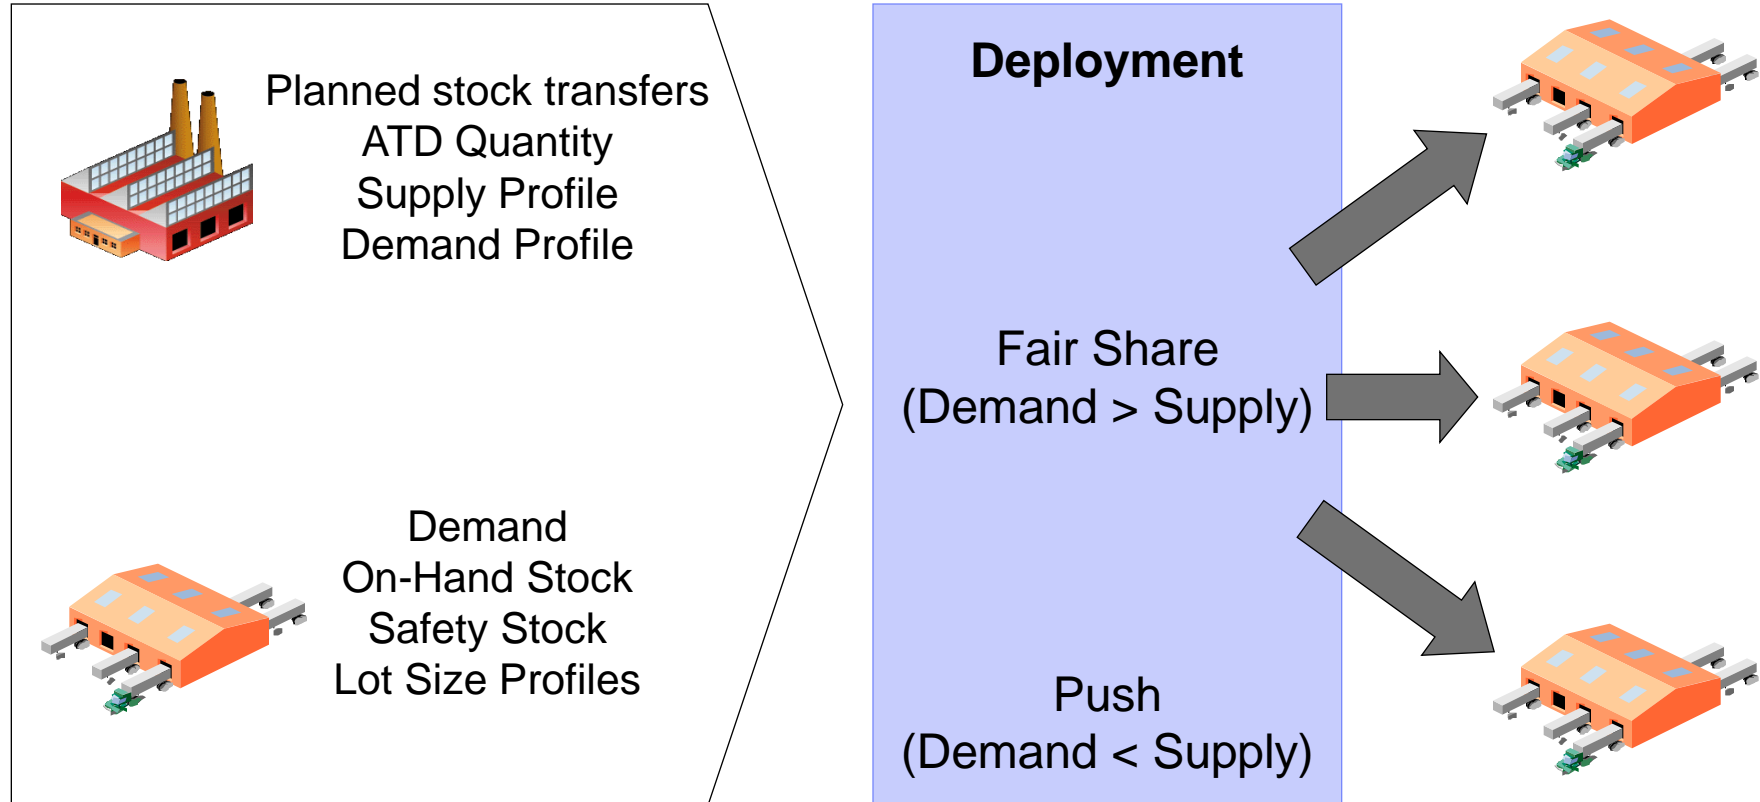 Planned stock transfers
ATD Quantity
Supply Profile
Demand Profile
Demand
On-Hand Stock
Safety Stock
Lot Size Profiles
Deployment
Fair Share
(Demand > Supply)
Push
(Demand < Supply)